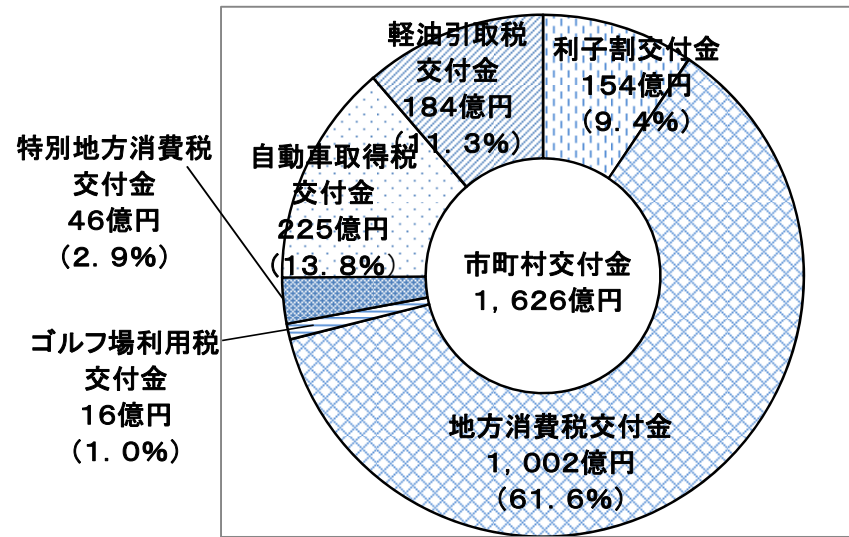 軽油引取税
交付金
184億円
（11．3％）
利子割交付金
154億円
（9．4％）
特別地方消費税
交付金
46億円
（2．9％）
自動車取得税
交付金
225億円
（13．8％）
市町村交付金
1，626億円
ゴルフ場利用税
交付金
16億円
（1．0％）
地方消費税交付金
1，002億円
（61．6％）